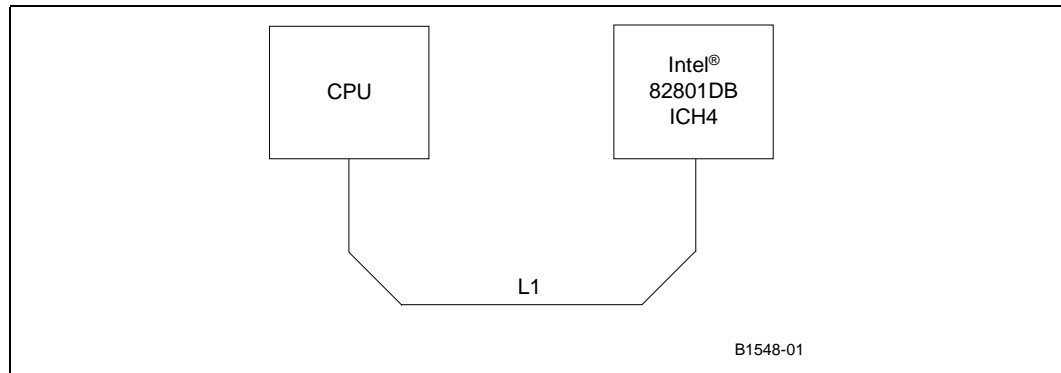 CPU
Intel®
82801DB
ICH4
L1
B1548-01